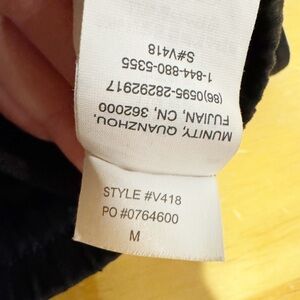 MUNITY, QUANZHOU,
FUJIAN, CN, 362000
(86)0595-28292917
1-844-880-5355
S#V418
STYLE #V418
PO #0764600
M